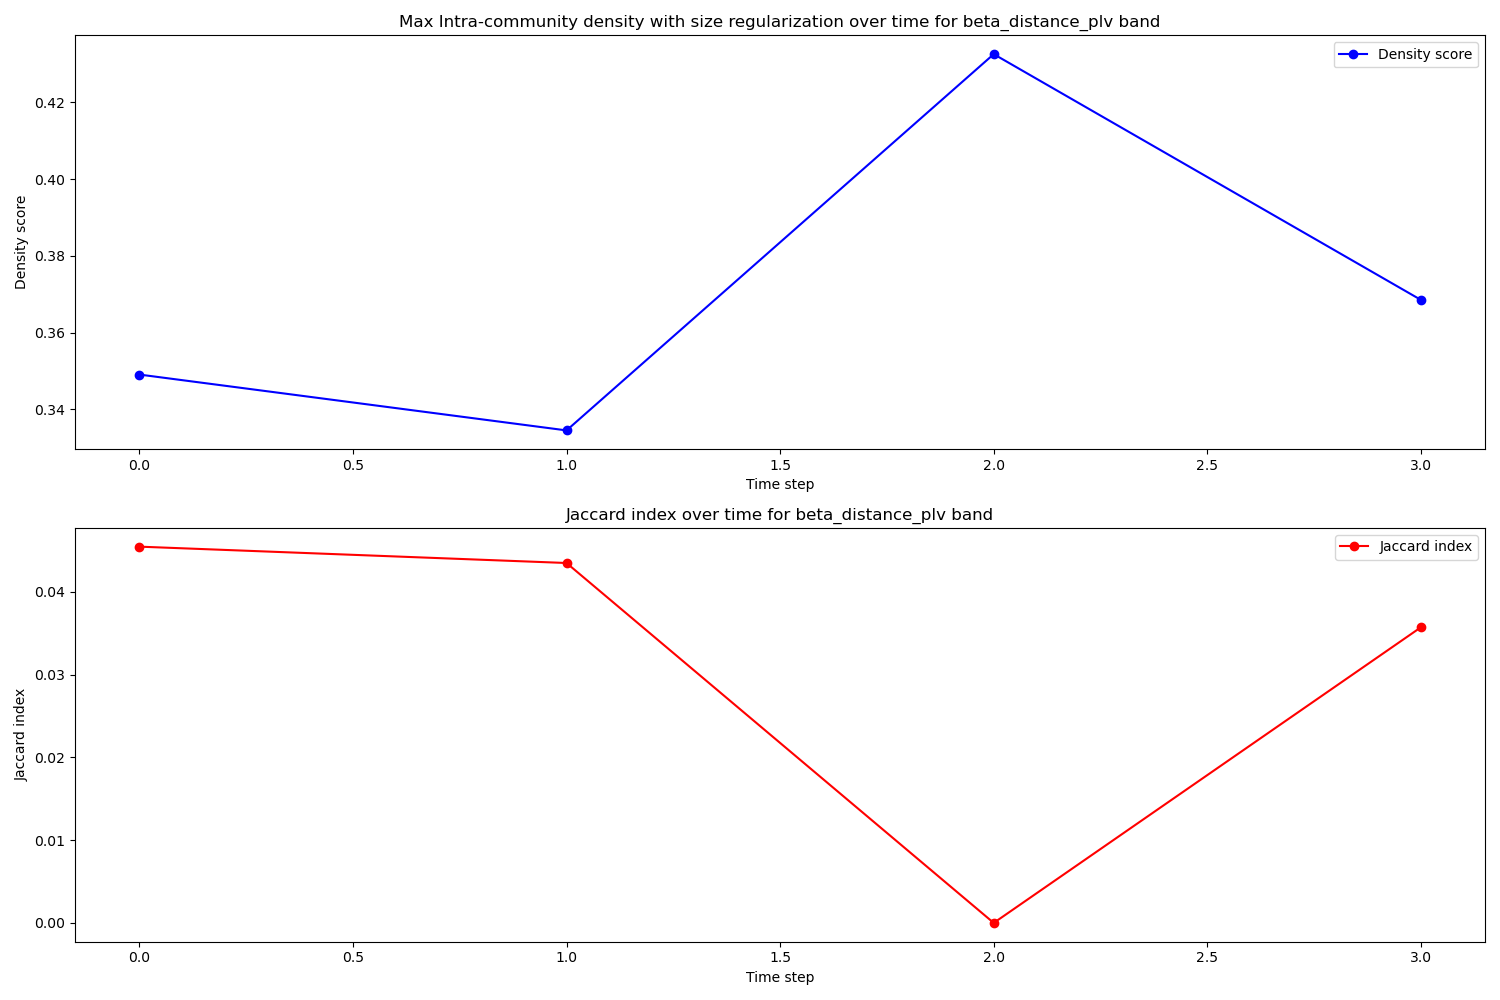 Max Intra-community density with size regularization over time for beta_distance_plv band
Density score
Density score
0.42
0.40
0.38
0.36
0.34
0.0 0.5 1.0 1.5 2.0 2.5 3.0
Time step
Jaccard index over time for beta_distance_plv band
Jaccard index
Jaccard index
0.04
0.03
0.02
0.01
0.00
0.0 0.5 1.0 1.5 2.0 2.5 3.0
Time step